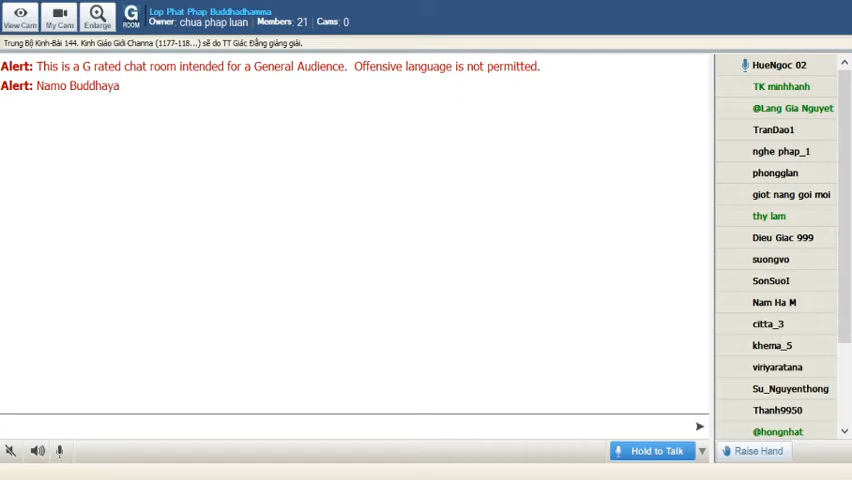 Lop Phat Phap Buddhadhamma
Owner: chua phap luan Members: 21 Cams: 0
View Cam
My Cam
Enlarge
G
ROOM
Trung Bộ Kinh-Bài 144. Kinh Giáo Giới Channa (1177-118...) sẽ do TT Giác Đẳng giảng giải.
Alert: This is a G rated chat room intended for a General Audience. Offensive language is not permitted.
Alert: Namo Buddhaya
HueNgoc 02
TK minhhanh
@Lang Gia Nguyet
TranDao1
nghe phap_1
phongglan
giot nang goi moi
thy lam
Dieu Giac 999
suongvo
SonSuoI
Nam Ha M
citta_3
khema_5
viriyaratana
Su_Nguyenthong
Thanh9950
@hongnhat
Hold to Talk
Raise Hand